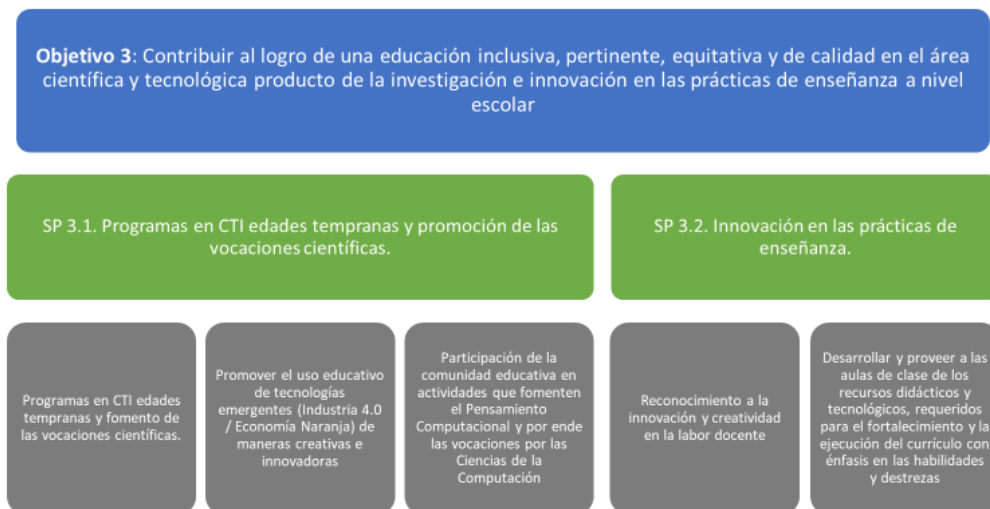 Objetivo 3: Contribuir al logro de una educación inclusiva, pertinente, equitativa y de calidad en el área
científica y tecnológica producto de la investigación e innovación en las prácticas de enseñanza a nivel
escolar
SP 3.1. Programas en CTI edades tempranas y promoción de las
vocaciones científicas.
SP 3.2. Innovación en las prácticas de
enseñanza.
Programas en CTI edades
tempranas y fomento de
las vocaciones científicas.
Promover el uso educativo
de tecnologías
emergentes (Industria 4.0
/ Economía Naranja) de
maneras creativas e
innovadoras
Participación de la
comunidad educativa en
actividades que fomenten
el Pensamiento
Computacional y por ende
las vocaciones por las
Ciencias de la
Computación
Reconocimiento a la
innovación y creatividad
en la labor docente
Desarrollar y proveer a las
aulas de clase de los
recursos didácticos y
tecnológicos, requeridos
para el fortalecimiento y la
ejecución del currículo con
énfasis en las habilidades
y destrezas